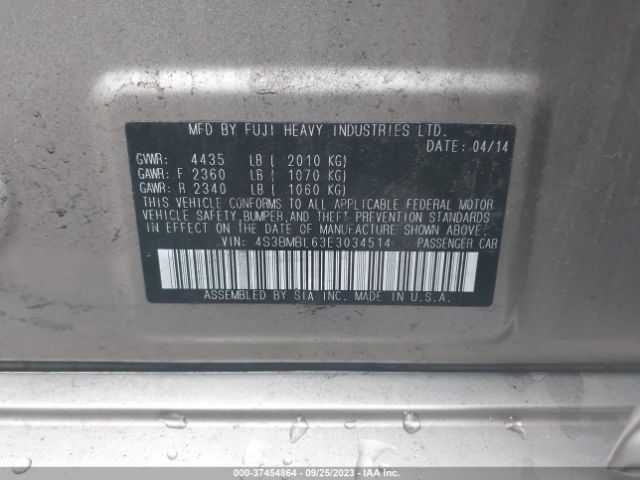 MFD BY FUJI HEAVY INDUSTRIES LTD.
DATE: 04/14
GVWR: 4435 LB ( 2010 KG)
GAWR: F 2360 LB ( 1070 KG)
GAWR: R 2340 LB ( 1060 KG)
THIS VEHICLE CONFORMS TO ALL APPLICABLE FEDERAL MOTOR
VEHICLE SAFETY, BUMPER, AND THEFT PREVENTION STANDARDS
IN EFFECT ON THE DATE OF MANUFACTURE SHOWN ABOVE.
VIN: 4S3BMBL63E3034514 PASSENGER CAR
ASSEMBLED BY SIA INC. MADE IN U.S.A.
000-37454864 | 09/25/2023 - IAA Inc.